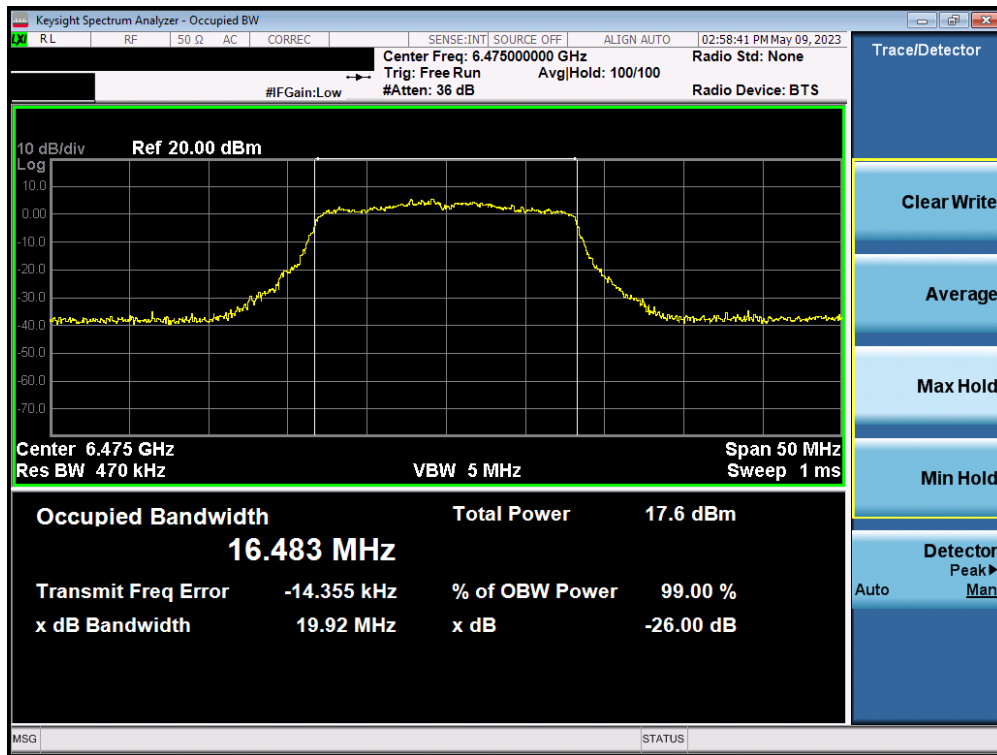 Keysight Spectrum Analyzer - Occupied BW
LXI RL RF 50 Ω AC CORREC SENSE:INT SOURCE OFF ALIGN AUTO 02:58:41 PM May 09, 2023
Center Freq: 6.475000000 GHz Radio Std: None
Trig: Free Run Avg|Hold: 100/100
#IFGain:Low #Atten: 36 dB Radio Device: BTS
Trace/Detector
10 dB/div Ref 20.00 dBm
Log
10.0
0.00
-10.0
-20.0
-30.0
-40.0
-50.0
-60.0
-70.0
Center 6.475 GHz Span 50 MHz
Res BW 470 kHz VBW 5 MHz Sweep 1 ms
Occupied Bandwidth Total Power 17.6 dBm
16.483 MHz
Transmit Freq Error -14.355 kHz % of OBW Power 99.00 %
x dB Bandwidth 19.92 MHz x dB -26.00 dB
Clear Write
Average
Max Hold
Min Hold
Detector
Peak▶
Auto Man
MSG STATUS